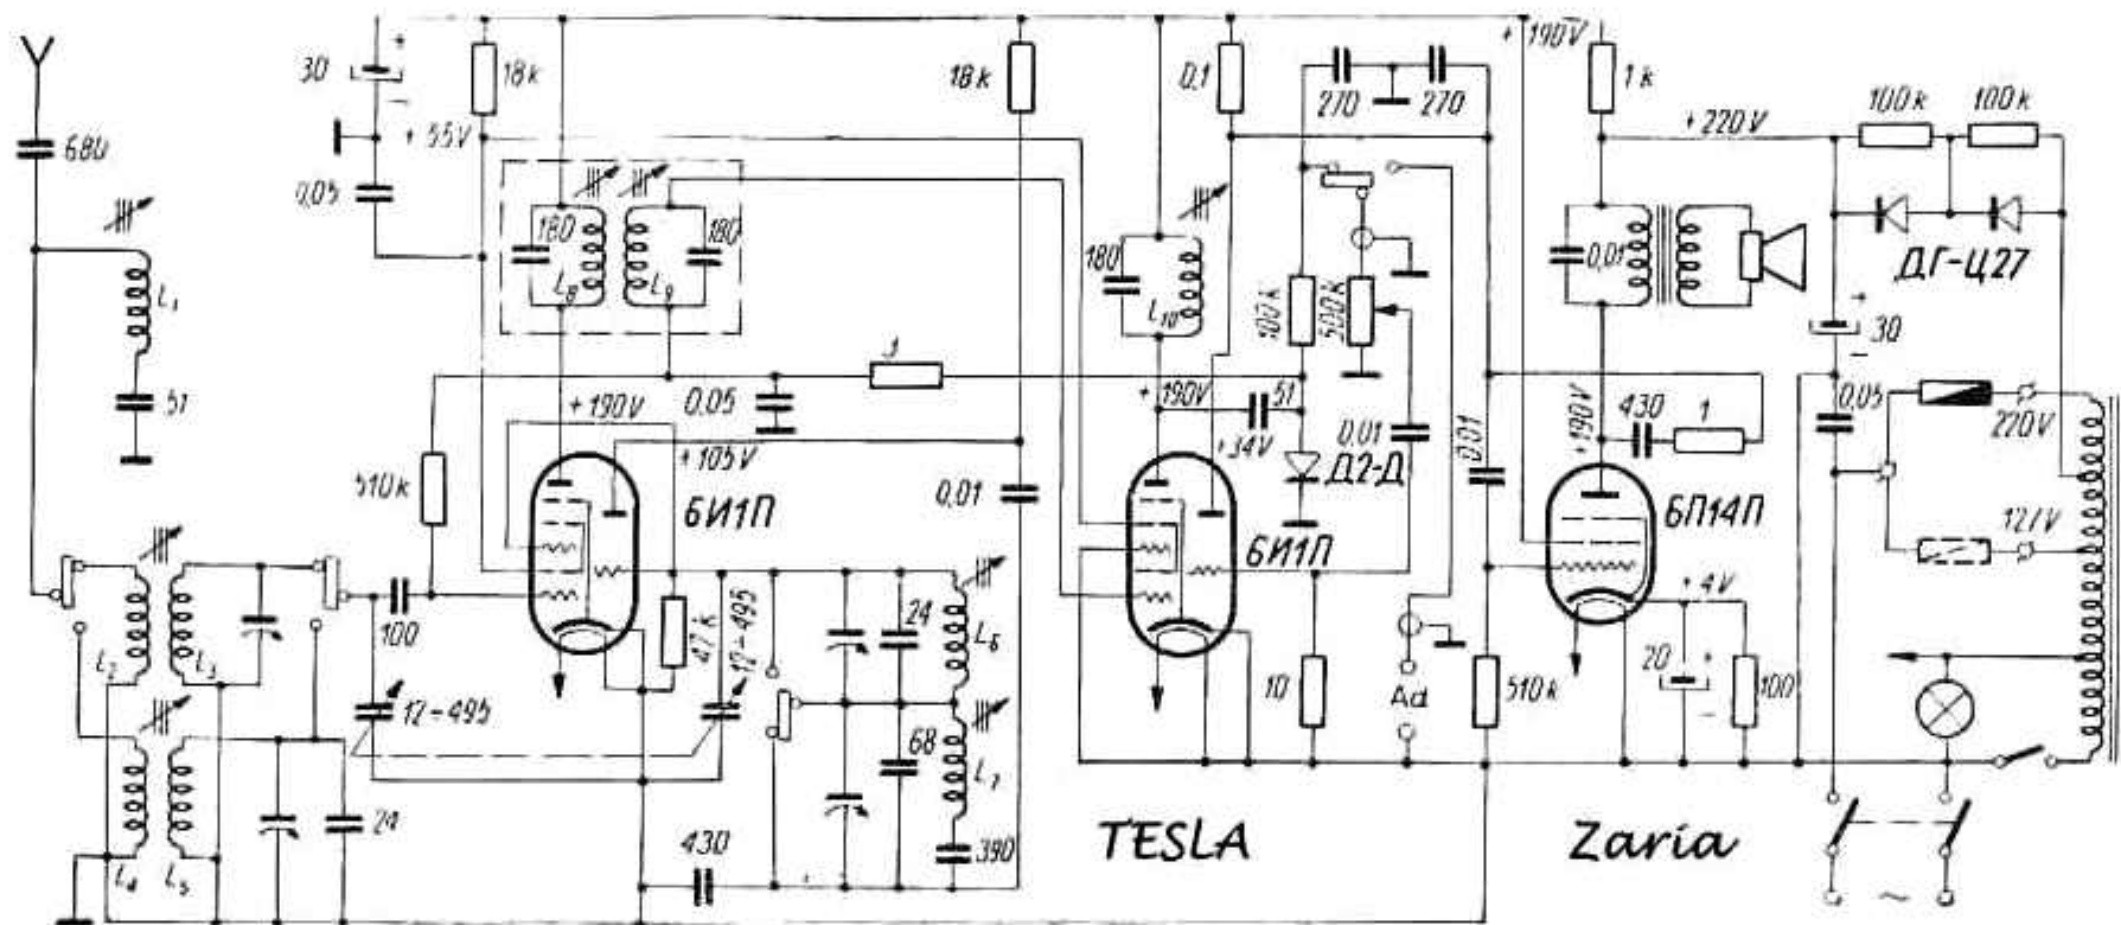 680
L₁
51
30
+
−
18k
+ 55V
0,05
180
L₈
L₉
180
18k
0,1
270
270
+ 190V
1k
+ 220V
100k
100k
ДГ-Ц27
180
L₁₀
100k
500k
0,01
+
30
−
1
+ 190V
0,05
510k
+ 105V
6И1П
0,01
+ 190V
51
+34V
Д2-Д
0,01
6И1П
0,01
+190V
430
1
6П14П
0,05
220V
127V
L₂
L₃
100
12-495
47k
12-495
24
L₆
68
L₇
390
430
10
Ad
510k
+ 4V
20
+
−
100
L₄
L₅
24
TESLA
Zaria
~